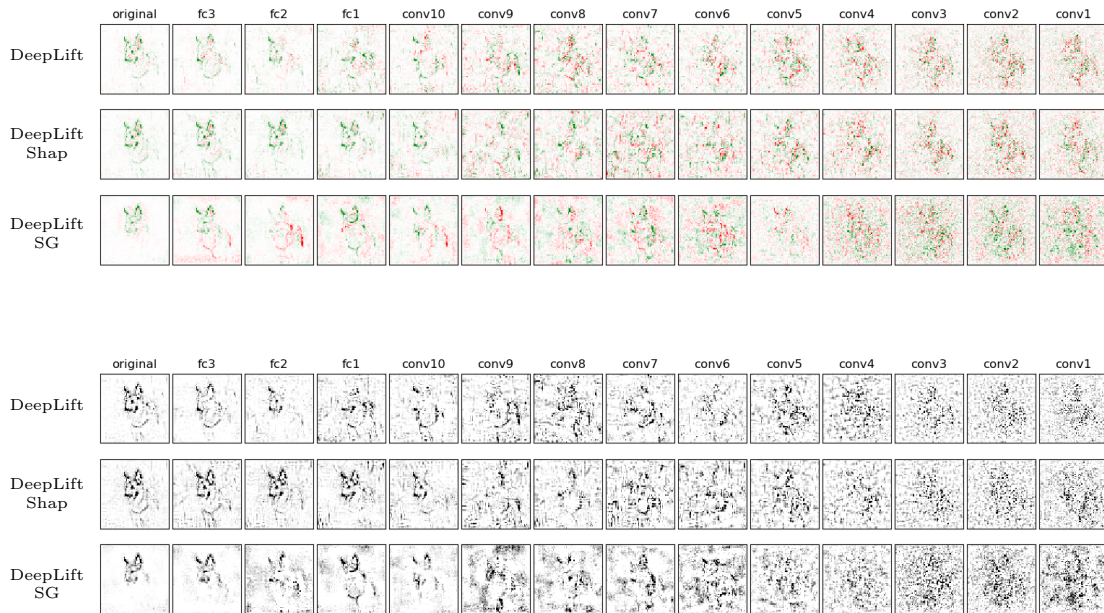 original fc3 fc2 fc1 conv10 conv9 conv8 conv7 conv6 conv5 conv4 conv3 conv2 conv1
DeepLift
DeepLift
Shap
DeepLift
SG
original fc3 fc2 fc1 conv10 conv9 conv8 conv7 conv6 conv5 conv4 conv3 conv2 conv1
DeepLift
DeepLift
Shap
DeepLift
SG